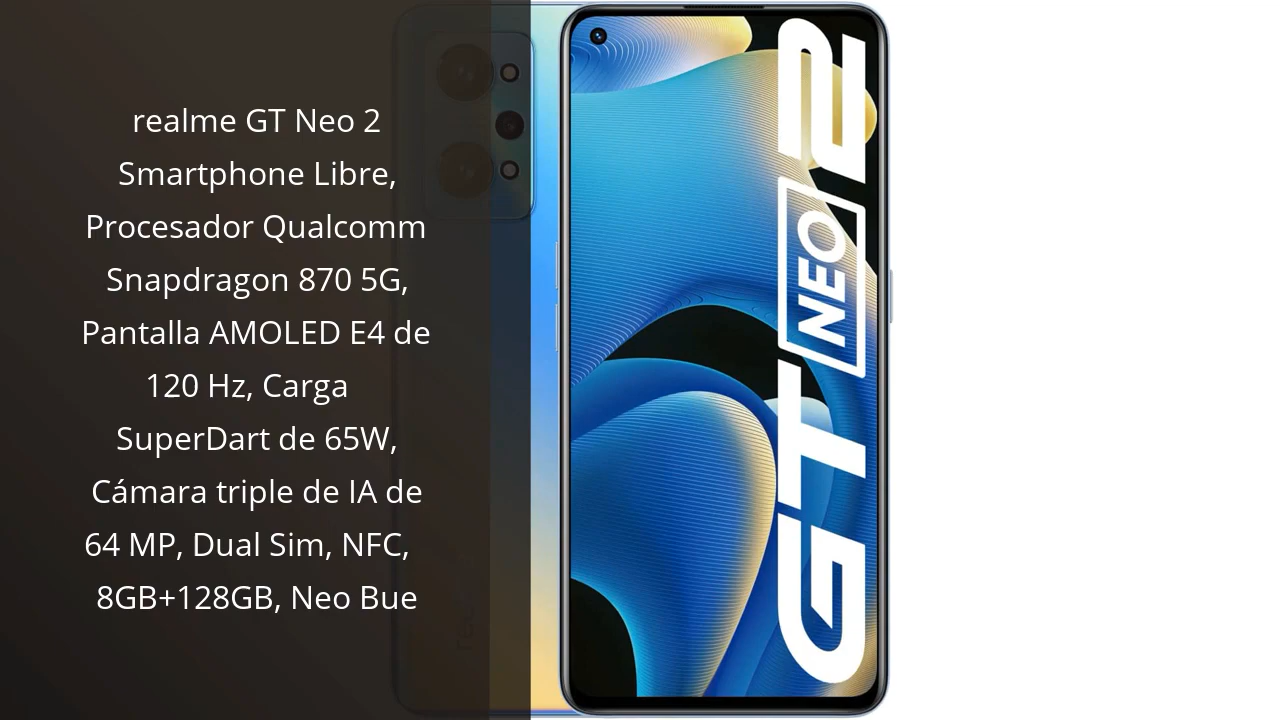 realme GT Neo 2
Smartphone Libre,
Procesador Qualcomm
Snapdragon 870 5G,
Pantalla AMOLED E4 de
120 Hz, Carga
SuperDart de 65W,
Cámara triple de IA de
64 MP, Dual Sim, NFC,
8GB+128GB, Neo Bue
GT NEO 2